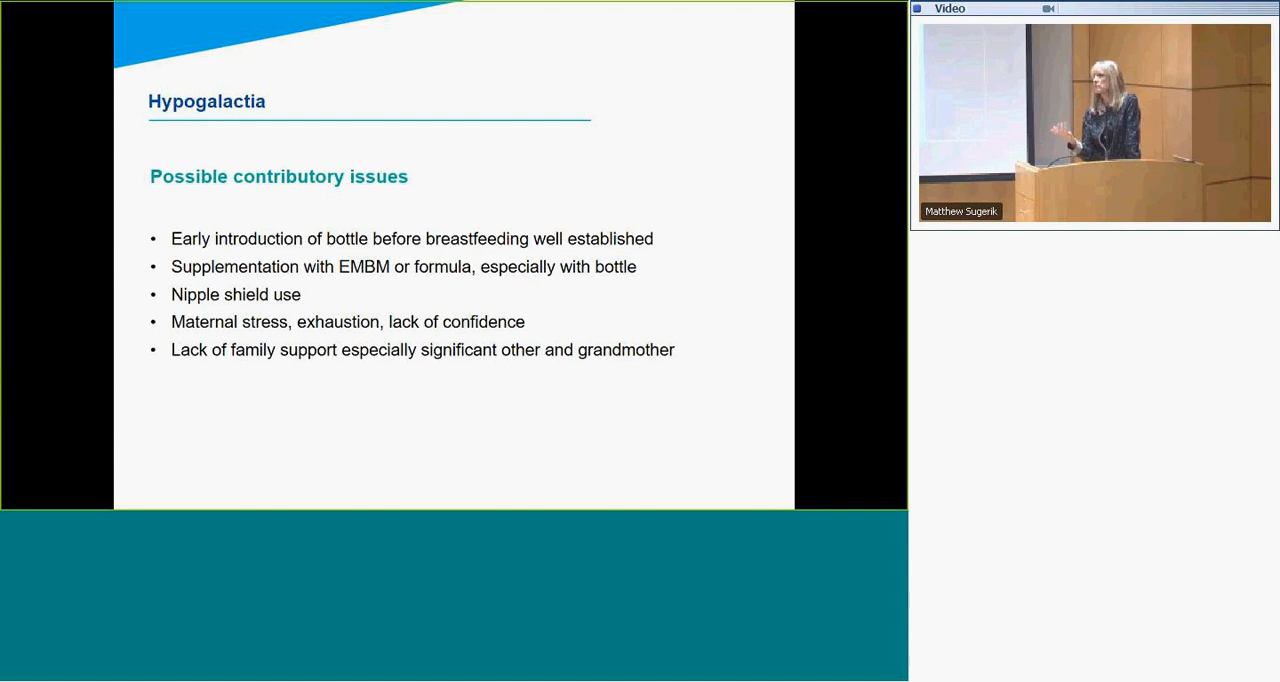 Hypogalactia
Possible contributory issues
• Early introduction of bottle before breastfeeding well established
• Supplementation with EMBM or formula, especially with bottle
• Nipple shield use
• Maternal stress, exhaustion, lack of confidence
• Lack of family support especially significant other and grandmother
Video
Matthew Sugerik